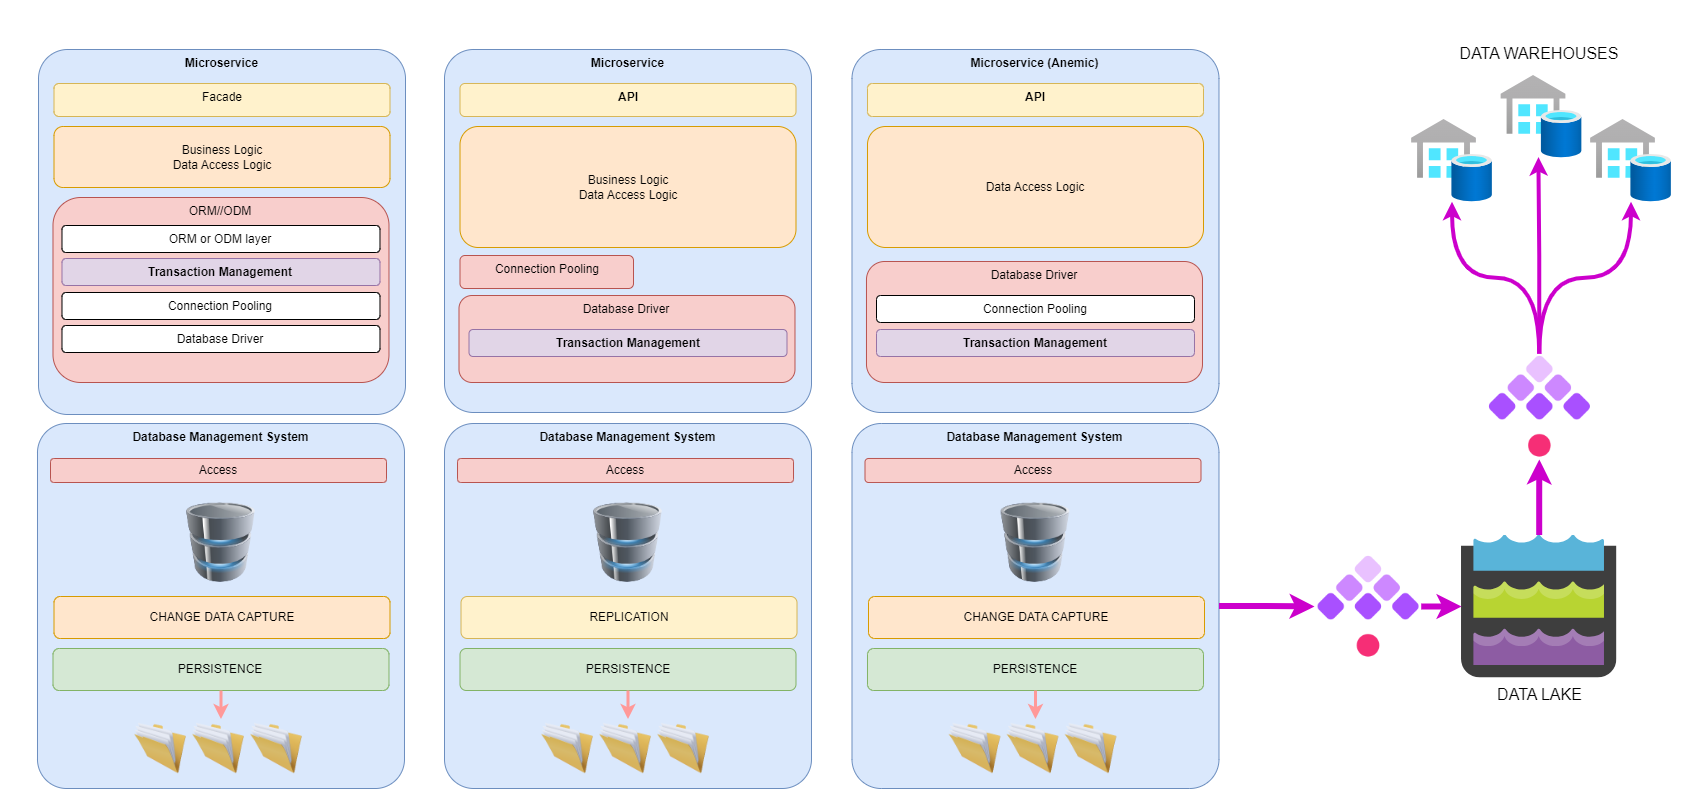 Microservice
Facade
Business Logic
Data Access Logic
ORM//ODM
ORM or ODM layer
Transaction Management
Connection Pooling
Database Driver
Microservice
API
Business Logic
Data Access Logic
Connection Pooling
Database Driver
Transaction Management
Microservice (Anemic)
API
Data Access Logic
Database Driver
Connection Pooling
Transaction Management
Database Management System
Access
CHANGE DATA CAPTURE
PERSISTENCE
Database Management System
Access
REPLICATION
PERSISTENCE
Database Management System
Access
CHANGE DATA CAPTURE
PERSISTENCE
DATA WAREHOUSES
DATA LAKE